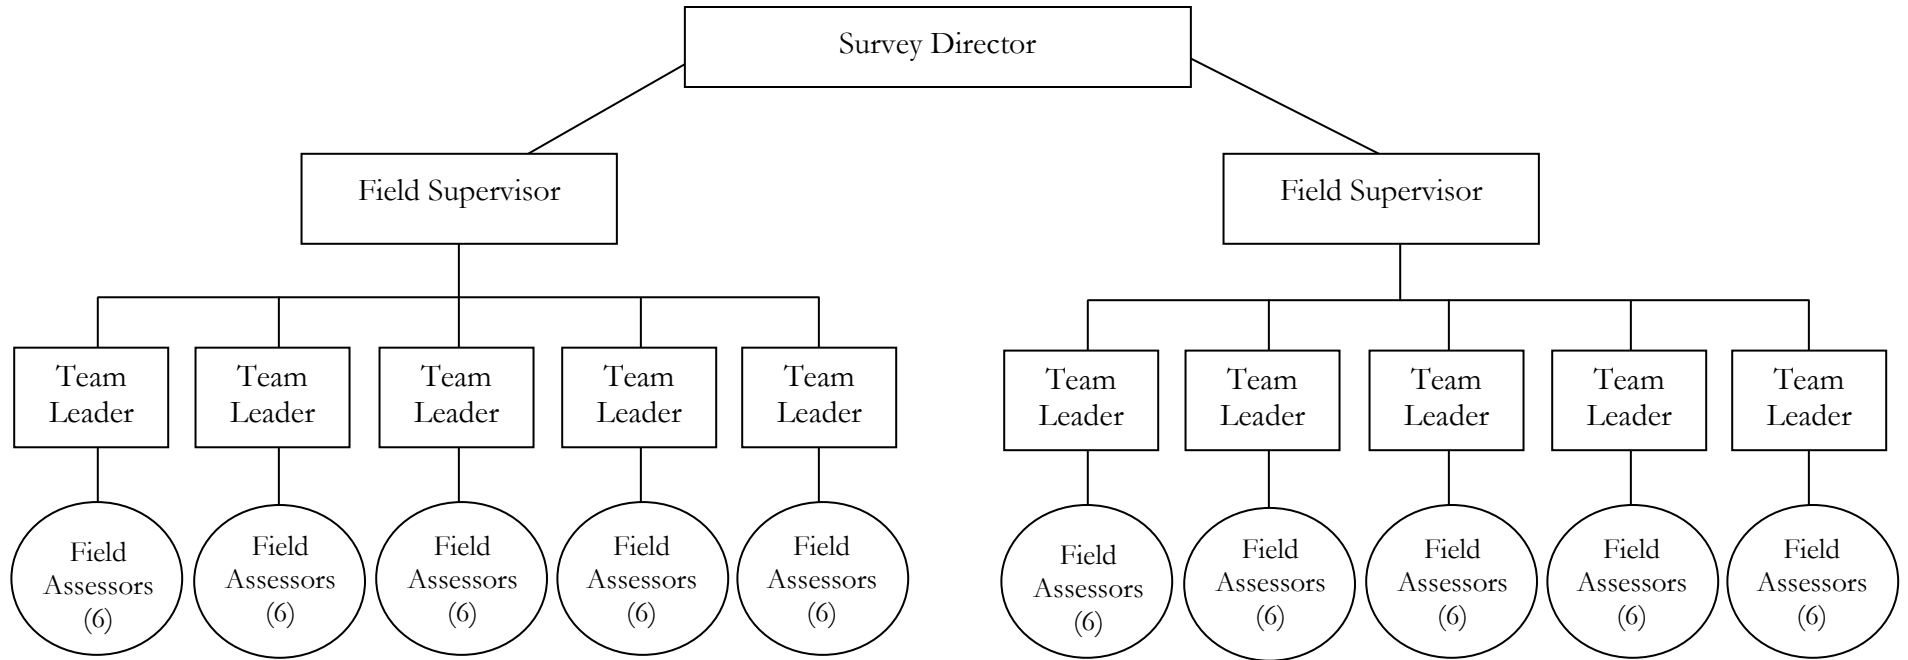 Survey Director
Field Supervisor
Field Supervisor
Team
Leader
Team
Leader
Team
Leader
Team
Leader
Team
Leader
Team
Leader
Team
Leader
Team
Leader
Team
Leader
Team
Leader
Field
Assessors
(6)
Field
Assessors
(6)
Field
Assessors
(6)
Field
Assessors
(6)
Field
Assessors
(6)
Field
Assessors
(6)
Field
Assessors
(6)
Field
Assessors
(6)
Field
Assessors
(6)
Field
Assessors
(6)